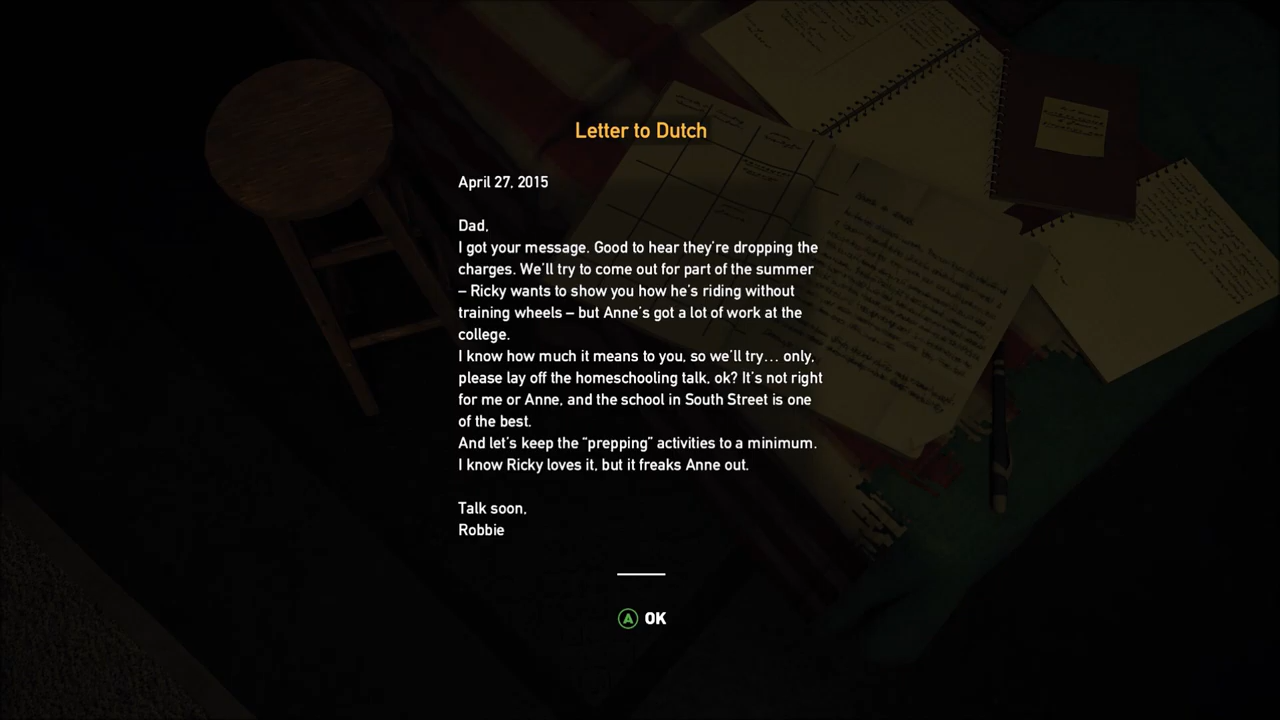 Letter to Dutch
April 27, 2015
Dad,
I got your message. Good to hear they're dropping the
charges. We'll try to come out for part of the summer
– Ricky wants to show you how he's riding without
training wheels – but Anne's got a lot of work at the
college.
I know how much it means to you, so we'll try... only,
please lay off the homeschooling talk, ok? It's not right
for me or Anne, and the school in South Street is one
of the best.
And let's keep the “prepping” activities to a minimum.
I know Ricky loves it, but it freaks Anne out.
Talk soon,
Robbie
A OK